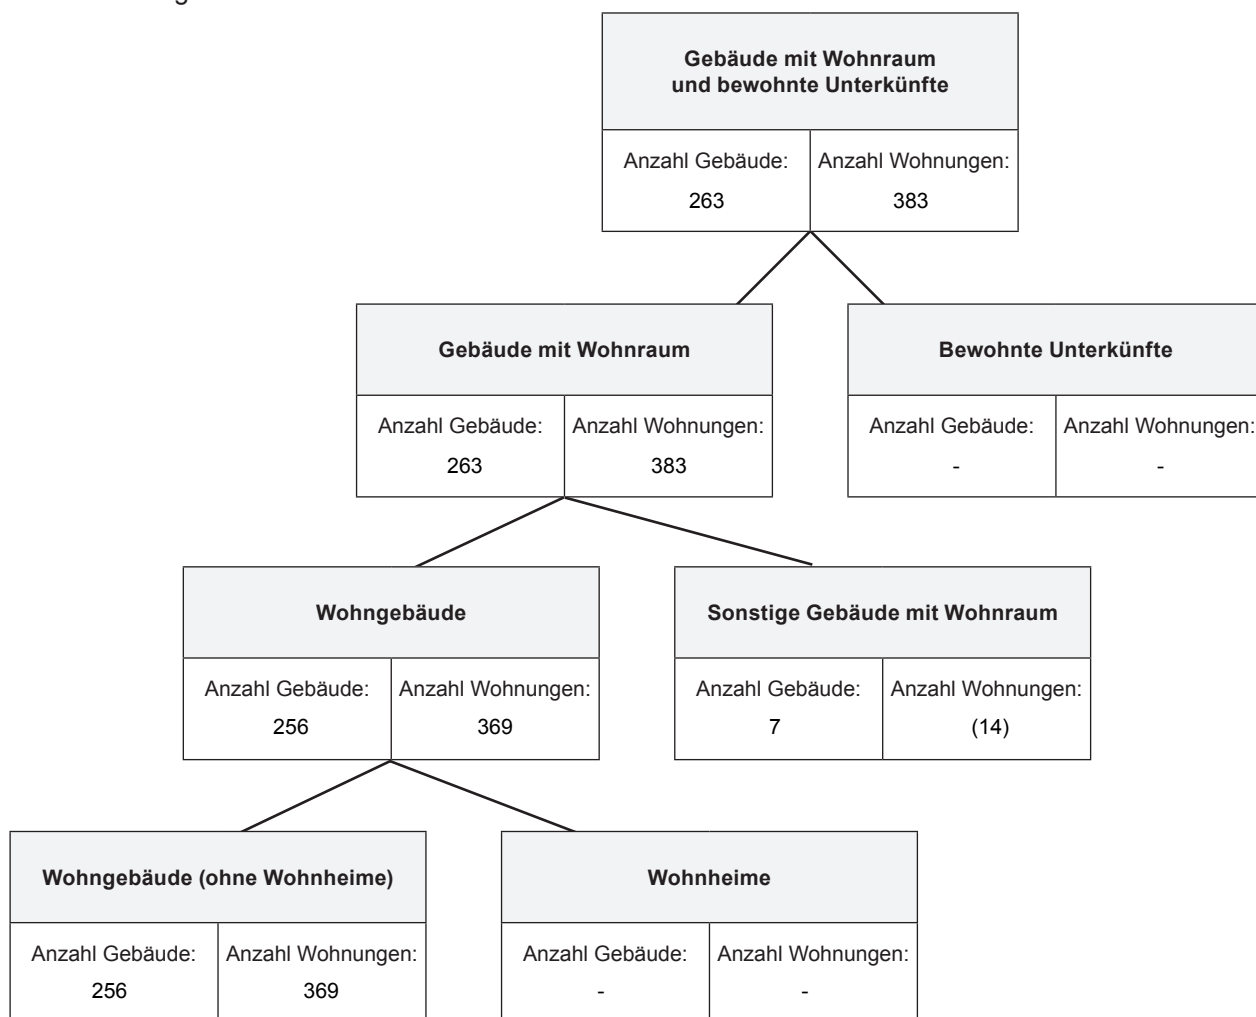 Gebäude mit Wohnraum
und bewohnte Unterkünfte
Anzahl Gebäude: Anzahl Wohnungen:
263 383
Gebäude mit Wohnraum
Anzahl Gebäude: Anzahl Wohnungen:
263 383
Bewohnte Unterkünfte
Anzahl Gebäude: Anzahl Wohnungen:
- -
Wohngebäude
Anzahl Gebäude: Anzahl Wohnungen:
256 369
Sonstige Gebäude mit Wohnraum
Anzahl Gebäude: Anzahl Wohnungen:
7 (14)
Wohngebäude (ohne Wohnheime)
Anzahl Gebäude: Anzahl Wohnungen:
256 369
Wohnheime
Anzahl Gebäude: Anzahl Wohnungen:
- -